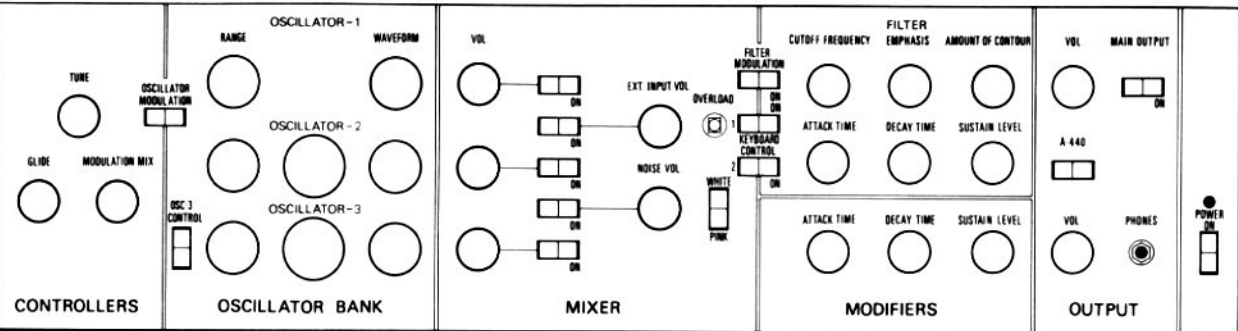 TUNE
GLIDE
MODULATION MIX
CONTROLLERS
OSCILLATOR
MODULATION
OSC-3
CONTROL
OSCILLATOR-1
RANGE
WAVEFORM
OSCILLATOR-2
OSCILLATOR-3
OSCILLATOR BANK
VOL
ON
ON
ON
ON
ON
EXT INPUT VOL
OVERLOAD
NOISE VOL
WHITE
PINK
MIXER
FILTER
MODULATION
ON
ON
1
KEYBOARD
CONTROL
2
ON
FILTER
CUTOFF FREQUENCY
EMPHASIS
AMOUNT OF CONTOUR
ATTACK TIME
DECAY TIME
SUSTAIN LEVEL
ATTACK TIME
DECAY TIME
SUSTAIN LEVEL
MODIFIERS
VOL
MAIN OUTPUT
ON
A-440
VOL
PHONES
OUTPUT
POWER
ON